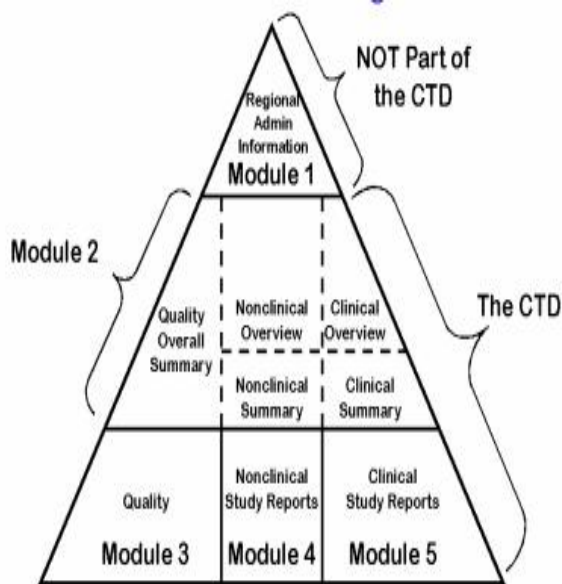 NOT Part of
the CTD
Regional
Admin
Information
Module 1
Module 2
The CTD
Quality
Overall
Summary
Nonclinical
Overview
Clinical
Overview
Nonclinical
Summary
Clinical
Summary
Quality
Module 3
Nonclinical
Study Reports
Module 4
Clinical
Study Reports
Module 5